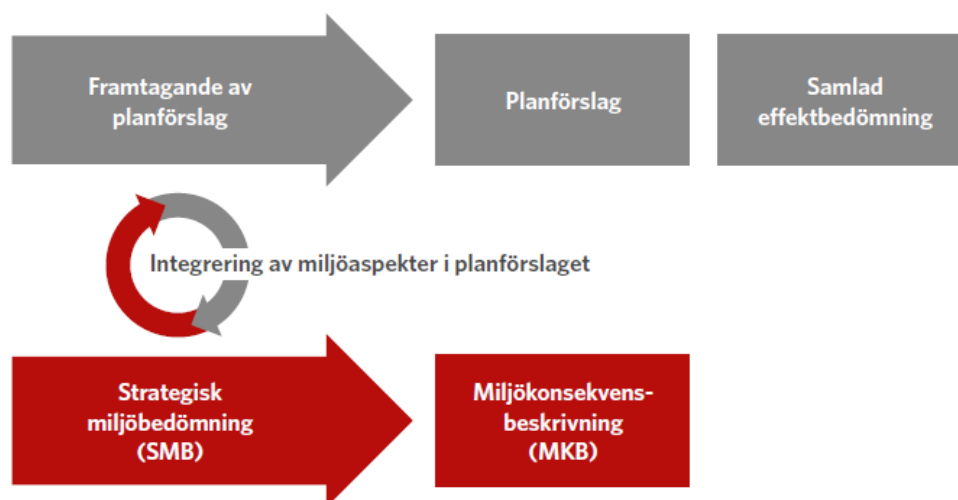 Framtagande av
planförslag
Planförslag
Samlad
effektbedömning
Integrering av miljöaspekter i planförslaget
Strategisk
miljöbedömning
(SMB)
Miljökonsekvens-
beskrivning
(MKB)